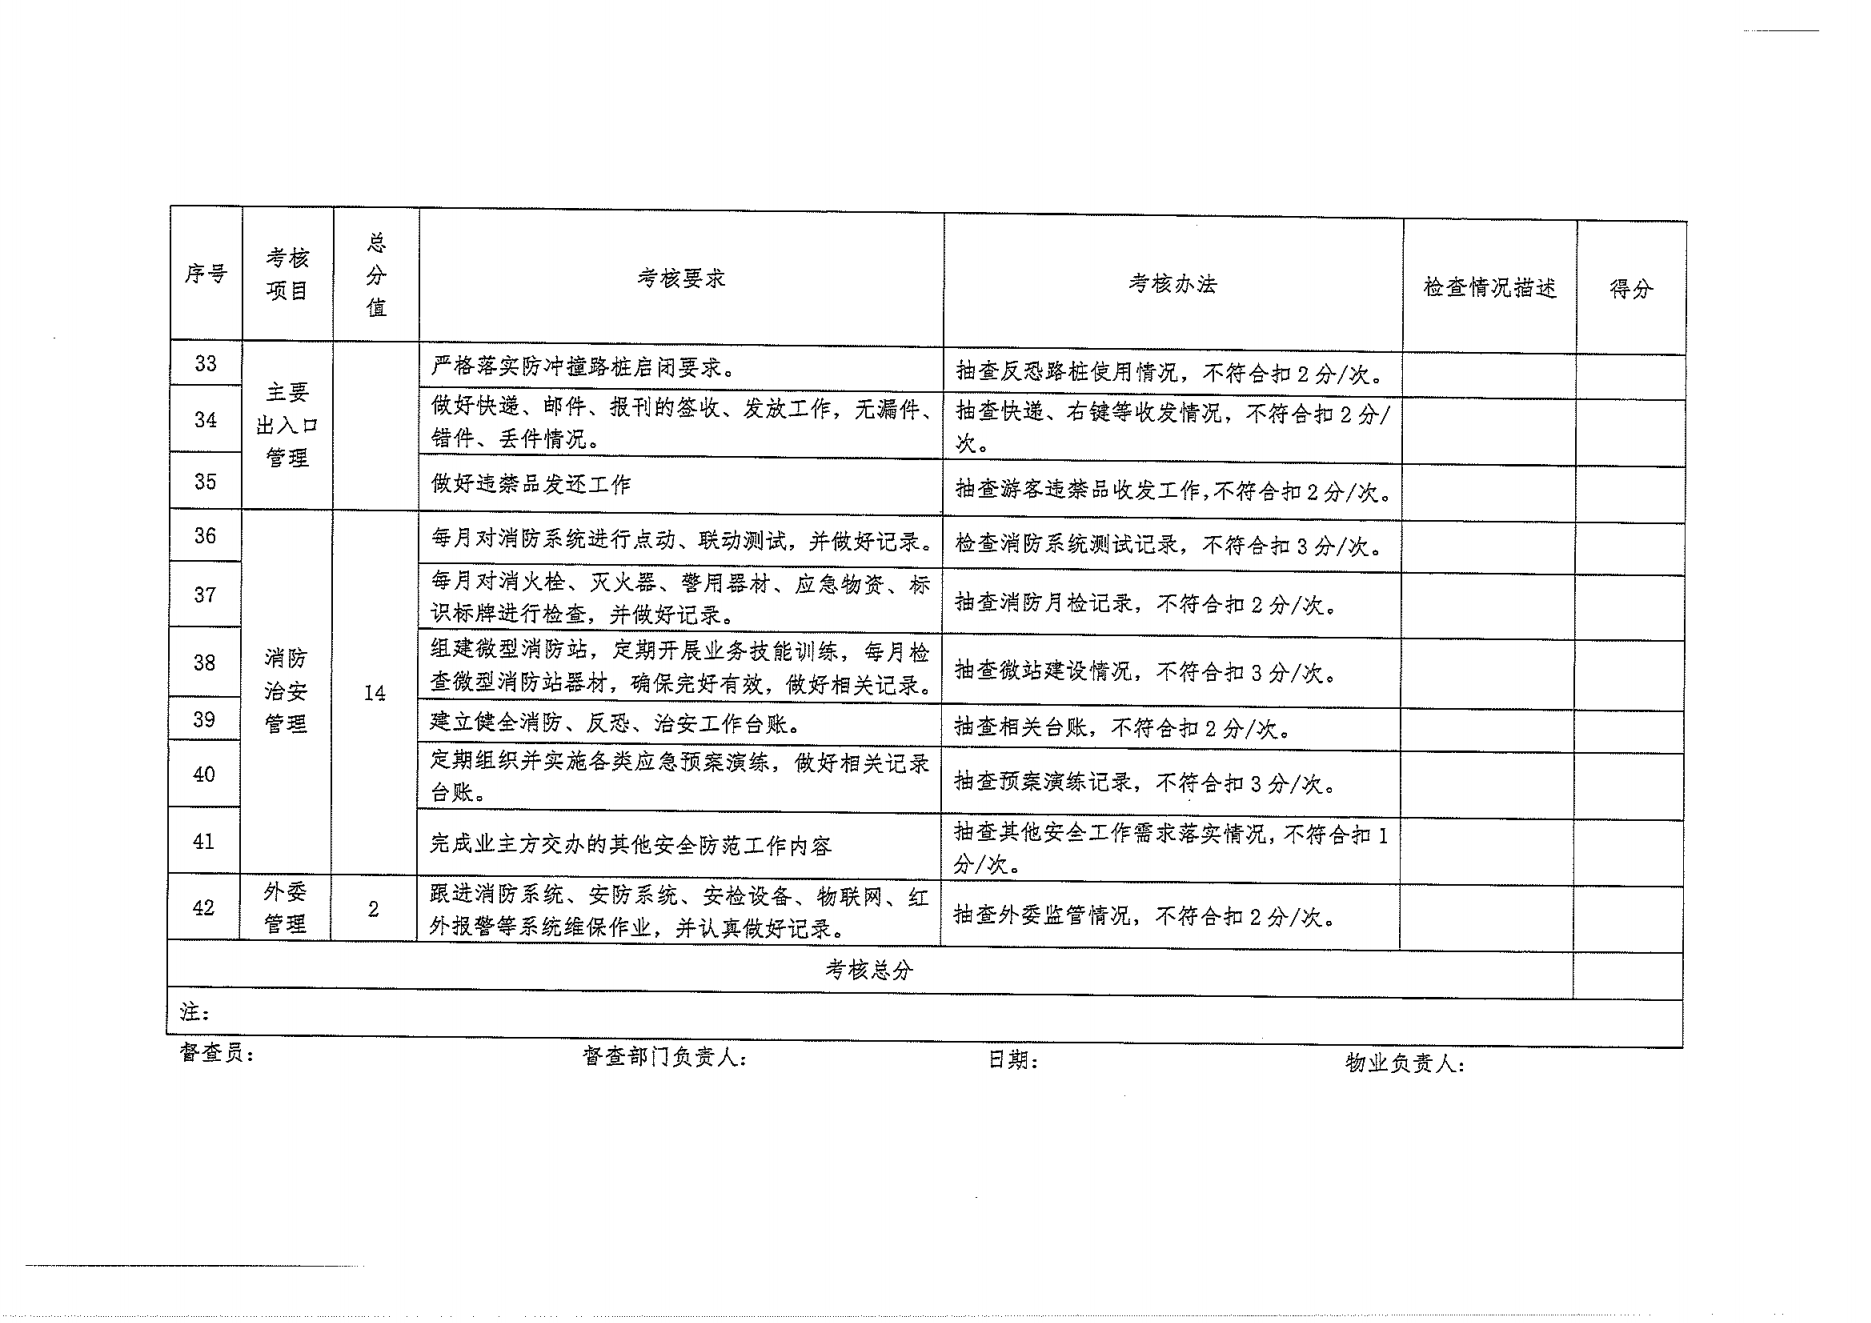 序号
考核
项目
总
分
值
考核要求
考核办法
检查情况描述
得分
33
主要
出入口
管理
严格落实防冲撞路桩启闭要求。
抽查反恐路桩使用情况，不符合扣2分/次。
34
做好快递、邮件、报刊的签收、发放工作，无漏件、
错件、丢件情况。
抽查快递、右键等收发情况，不符合扣2分/
次。
35
做好违禁品发还工作
抽查游客违禁品收发工作，不符合扣2分/次。
36
消防
治安
管理
14
每月对消防系统进行点动、联动测试，并做好记录。
检查消防系统测试记录，不符合扣3分/次。
37
每月对消火栓、灭火器、警用器材、应急物资、标
识标牌进行检查，并做好记录。
抽查消防月检记录，不符合扣2分/次。
38
组建微型消防站，定期开展业务技能训练，每月检
查微型消防站器材，确保完好有效，做好相关记录。
抽查微站建设情况，不符合扣3分/次。
39
建立健全消防、反恐、治安工作台账。
抽查相关台账，不符合扣2分/次。
40
定期组织并实施各类应急预案演练，做好相关记录
台账。
抽查预案演练记录，不符合扣3分/次。
41
完成业主方交办的其他安全防范工作内容
抽查其他安全工作需求落实情况，不符合扣1
分/次。
42
外委
管理
2
跟进消防系统、安防系统、安检设备、物联网、红
外报警等系统维保作业，并认真做好记录。
抽查外委监管情况，不符合扣2分/次。
考核总分
注：
督查员：
督查部门负责人：
日期：
物业负责人：